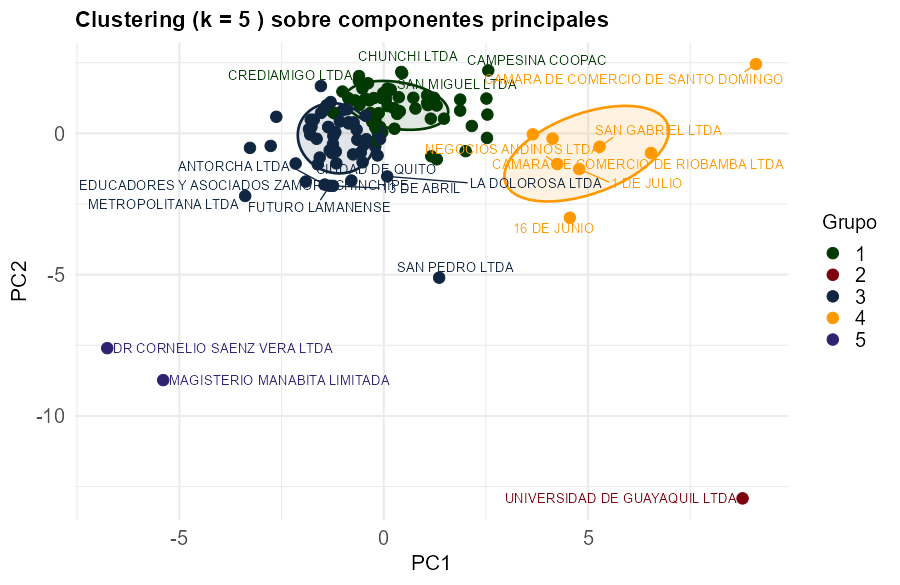 Clustering (k = 5 ) sobre componentes principales
CHUNCHI LTDA
CAMPESINA COOPAC
CREDIAMIGO LTDA
CAMARA DE COMERCIO DE SANTO DOMINGO
SAN MIGUEL LTDA
SAN GABRIEL LTDA
NEGOCIOS ANDINOS LTDA
ANTORCHA LTDA
CIUDAD DE QUITO
CAMARA DE COMERCIO DE RIOBAMBA LTDA
EDUCADORES Y ASOCIADOS ZAMORA CHINCHIPE
13 DE ABRIL
LA DOLOROSA LTDA
1 DE JULIO
METROPOLITANA LTDA
FUTURO LAMANENSE
16 DE JUNIO
SAN PEDRO LTDA
DR CORNELIO SAENZ VERA LTDA
MAGISTERIO MANABITA LIMITADA
UNIVERSIDAD DE GUAYAQUIL LTDA
0
-5
-10
PC2
-5
0
5
PC1
Grupo
1
2
3
4
5